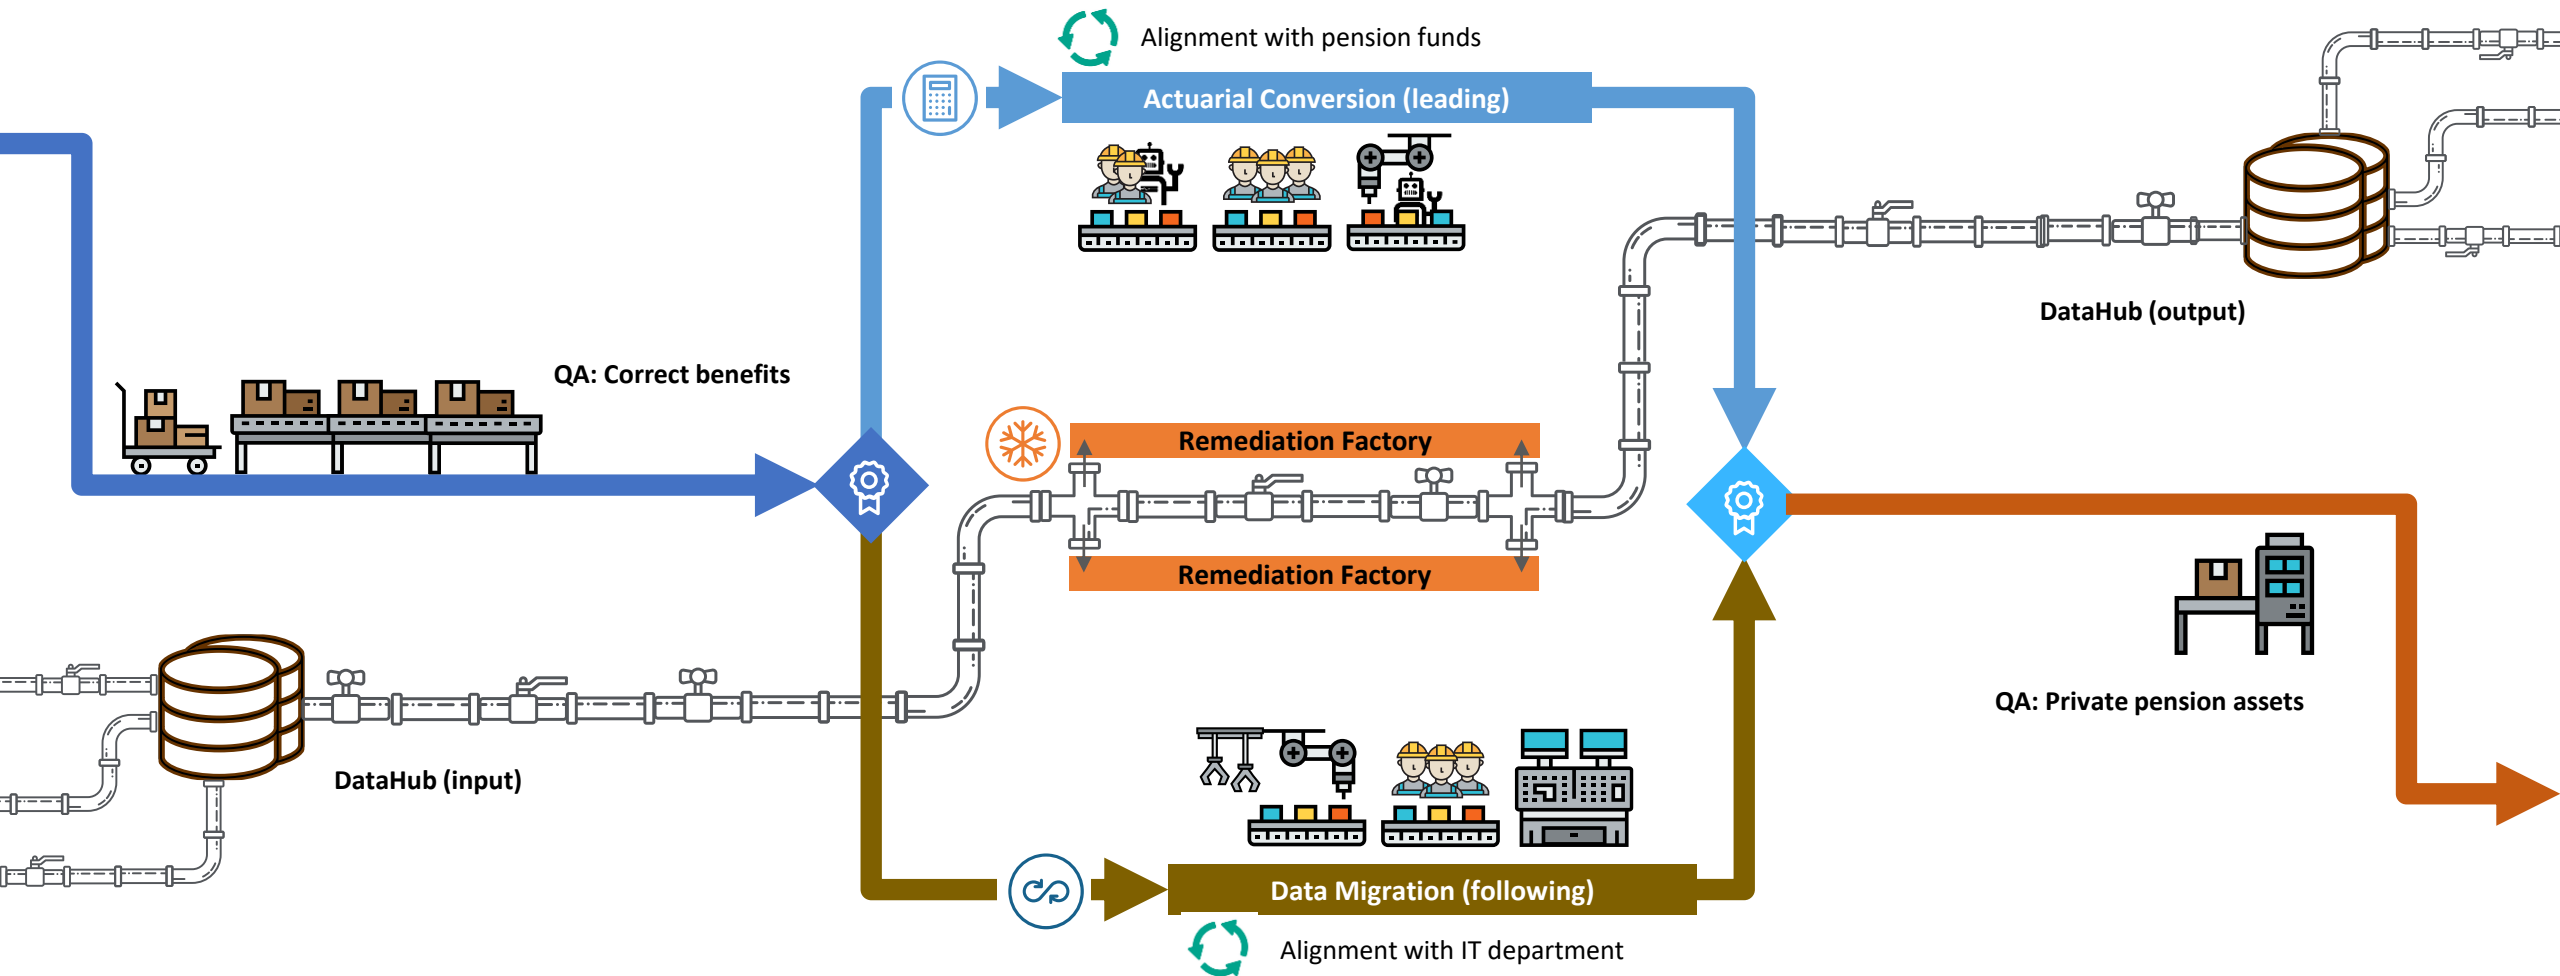 Alignment with pension funds
Actuarial Conversion (leading)
DataHub (output)
QA: Correct benefits
Remediation Factory
Remediation Factory
QA: Private pension assets
DataHub (input)
Data Migration (following)
Alignment with IT department